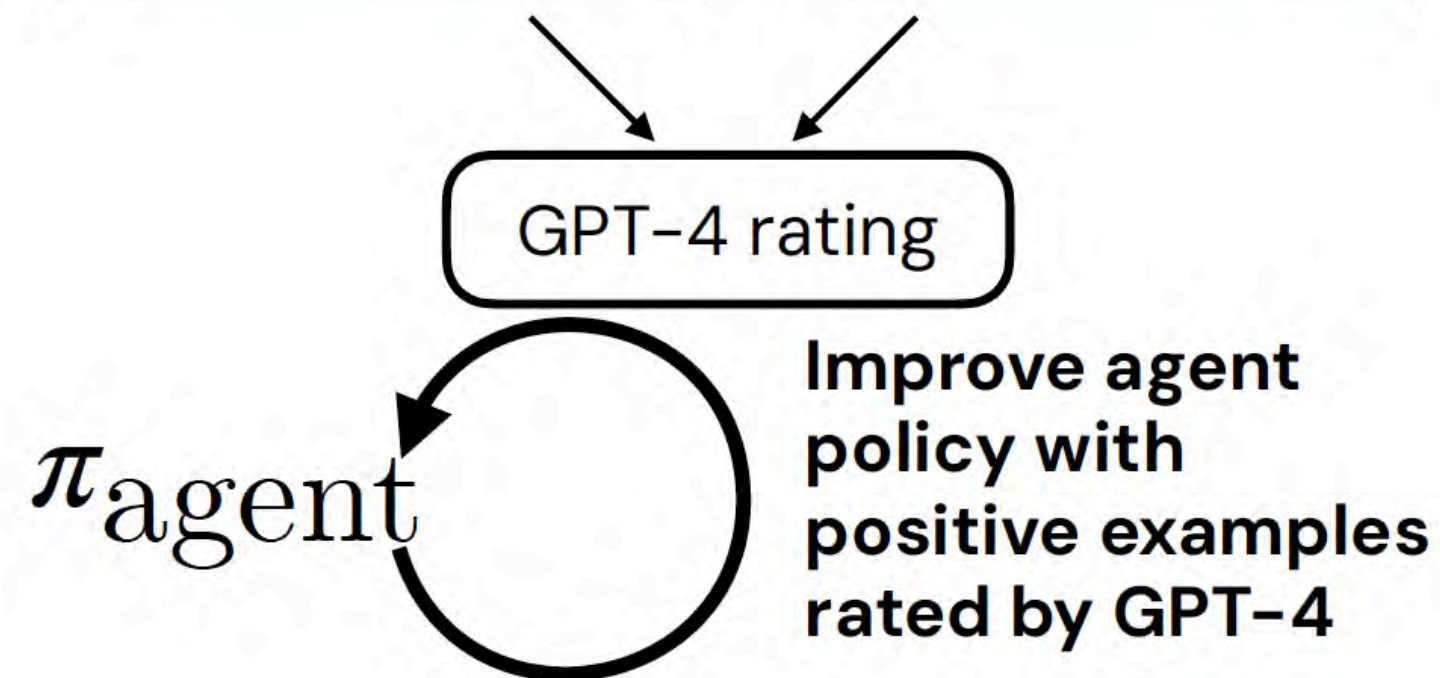 GPT-4 rating
Improve agent
policy with
πagent
positive examples
rated by GPT-4